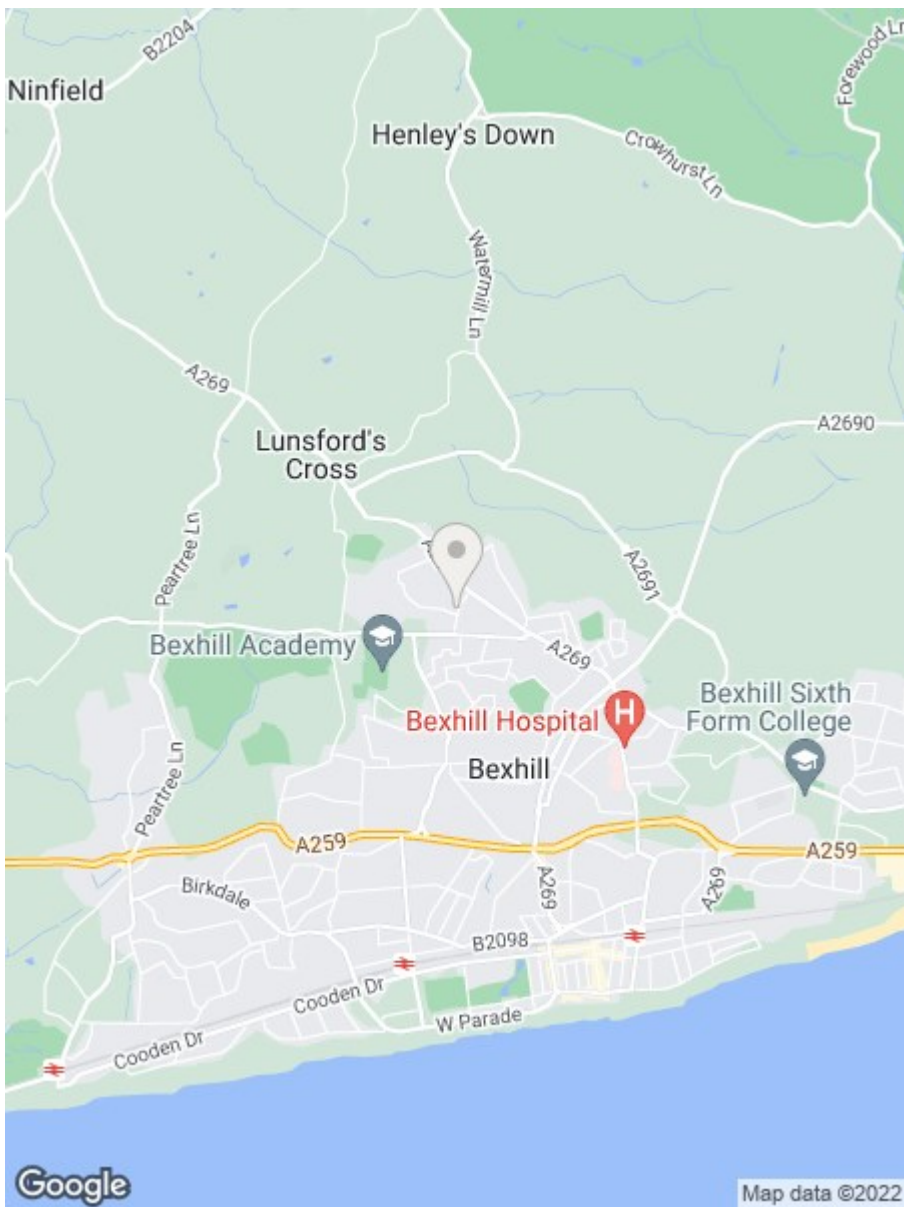 B2204
Ninfield
Forewood Ln
Henley's Down
Crowhurst Ln
Watermill Ln
A269
A2690
Lunsford's
Cross
Peartree Ln
A2691
Bexhill Academy
A269
Bexhill Sixth
Form College
Bexhill Hospital
H
Bexhill
Peartree Ln
A259
A259
Birkdale
A269
A269
B2098
Cooden Dr
W Parade
Cooden Dr
Google
Map data ©2022